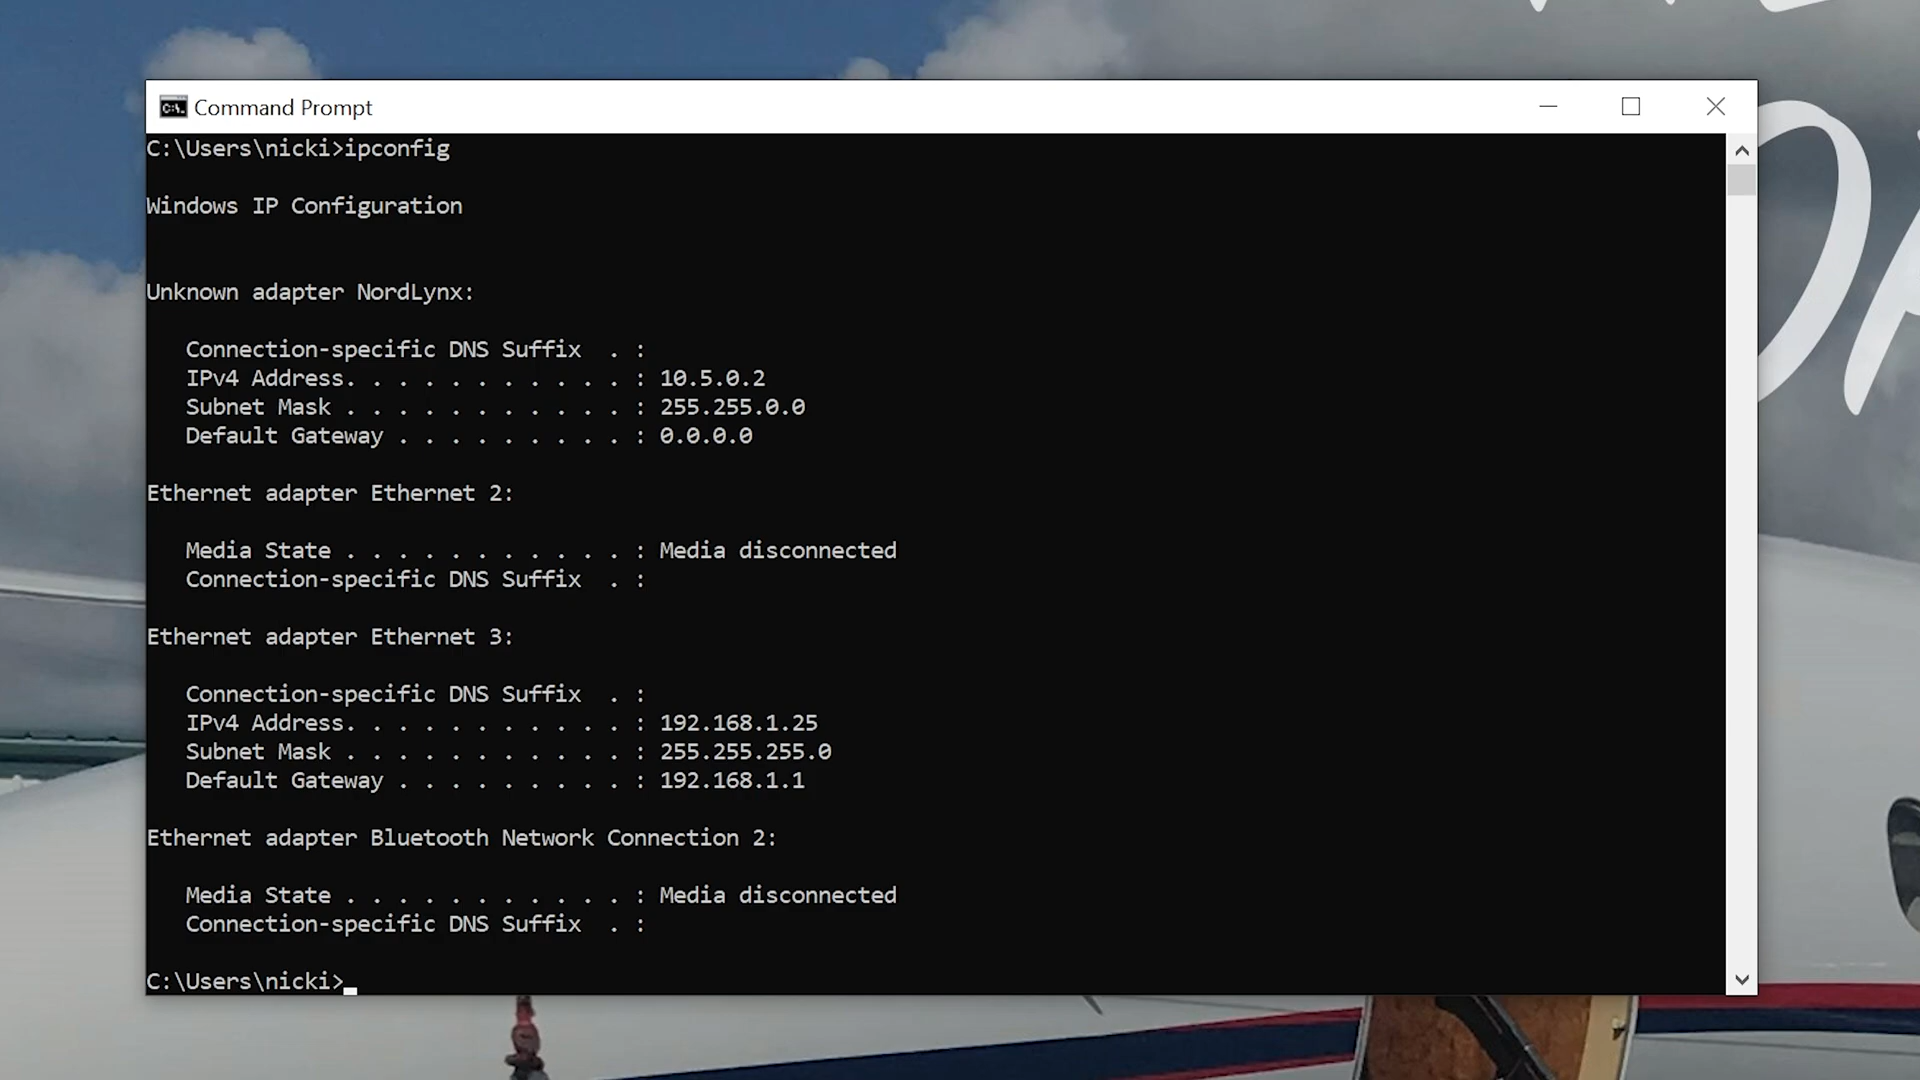 Command Prompt
C:\Users\nicki>ipconfig
Windows IP Configuration
Unknown adapter NordLynx:
Connection-specific DNS Suffix  . :
IPv4 Address. . . . . . . . . . . : 10.5.0.2
Subnet Mask . . . . . . . . . . . : 255.255.0.0
Default Gateway . . . . . . . . . : 0.0.0.0
Ethernet adapter Ethernet 2:
Media State . . . . . . . . . . . : Media disconnected
Connection-specific DNS Suffix  . :
Ethernet adapter Ethernet 3:
Connection-specific DNS Suffix  . :
IPv4 Address. . . . . . . . . . . : 192.168.1.25
Subnet Mask . . . . . . . . . . . : 255.255.255.0
Default Gateway . . . . . . . . . : 192.168.1.1
Ethernet adapter Bluetooth Network Connection 2:
Media State . . . . . . . . . . . : Media disconnected
Connection-specific DNS Suffix  . :
C:\Users\nicki>